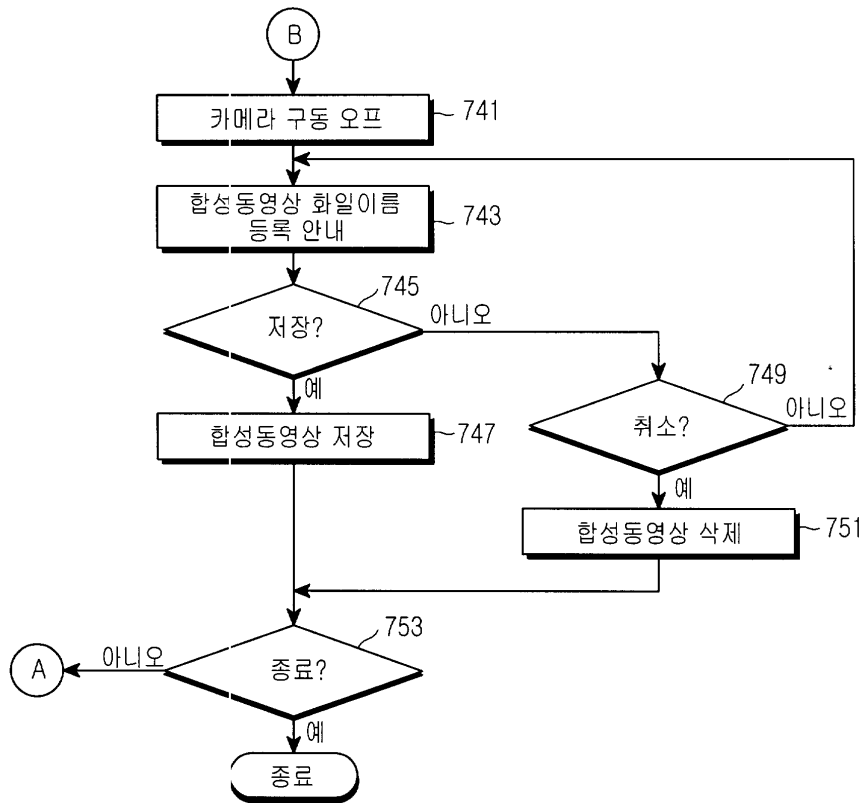 B
카메라 구동 오프
741
합성동영상 화일이름
등록 안내
743
745
저장?
아니오
예
749
취소?
아니오
합성동영상 저장
747
예
합성동영상 삭제
751
753
종료?
아니오
A
예
종료